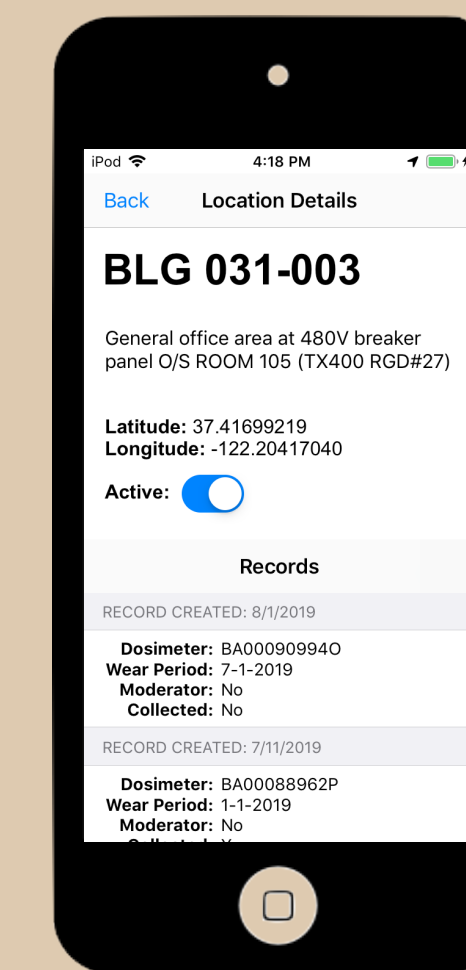 iPod 4:18 PM
Back Location Details
BLG 031-003
General office area at 480V breaker
panel O/S ROOM 105 (TX400 RGD#27)
Latitude: 37.41699219
Longitude: -122.20417040
Active:
Records
RECORD CREATED: 8/1/2019
Dosimeter: BA00090994O
Wear Period: 7-1-2019
Moderator: No
Collected: No
RECORD CREATED: 7/11/2019
Dosimeter: BA00088962P
Wear Period: 1-1-2019
Moderator: No